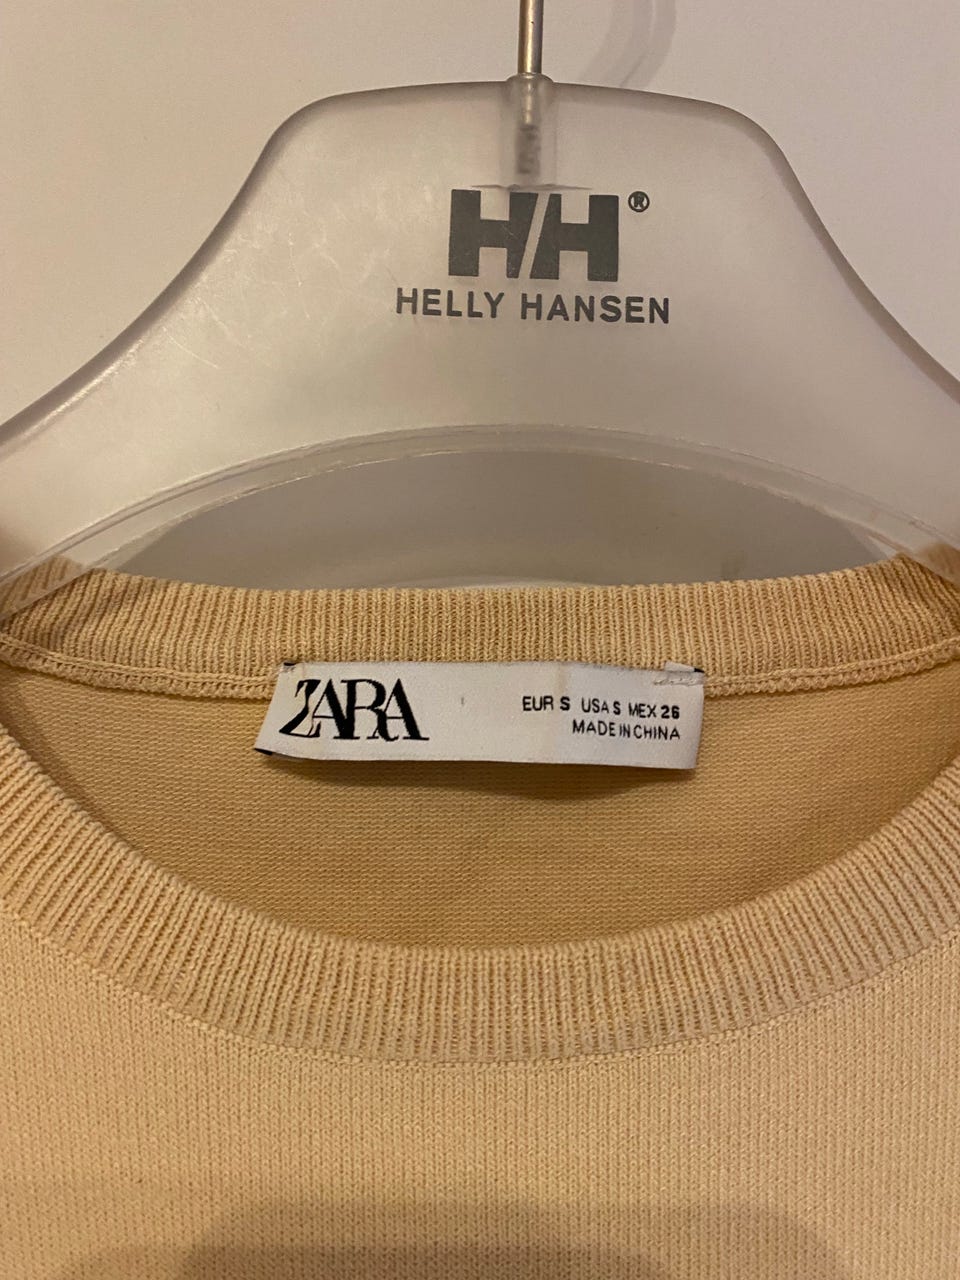 HH®
HELLY HANSEN
ZARA
EUR S USA S MEX 26
MADE IN CHINA